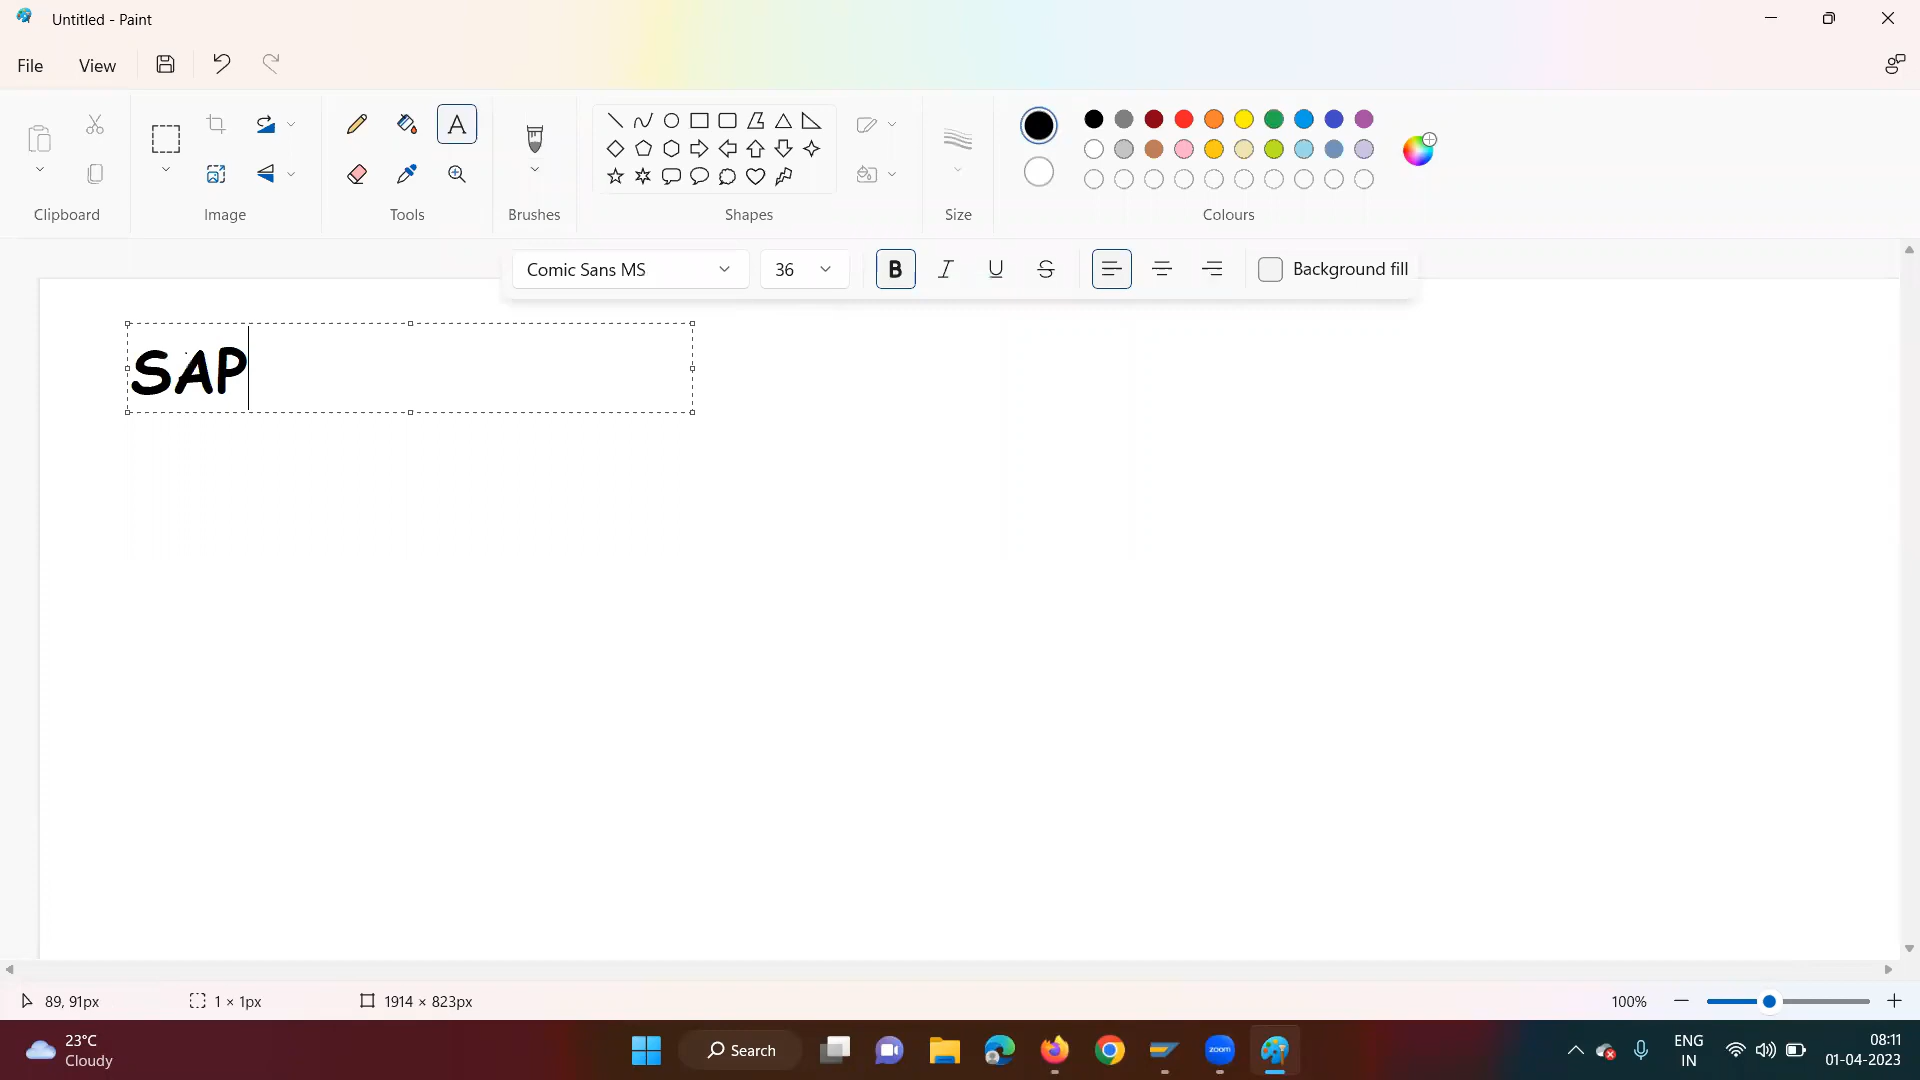 Untitled - Paint
File
View
Clipboard
Image
Tools
Brushes
Shapes
Size
Colours
Comic Sans MS
36
B
I
U
S
Background fill
SAP
89, 91px
1 × 1px
1914 × 823px
100%
23°C
Cloudy
Search
zoom
ENG
IN
08:11
01-04-2023